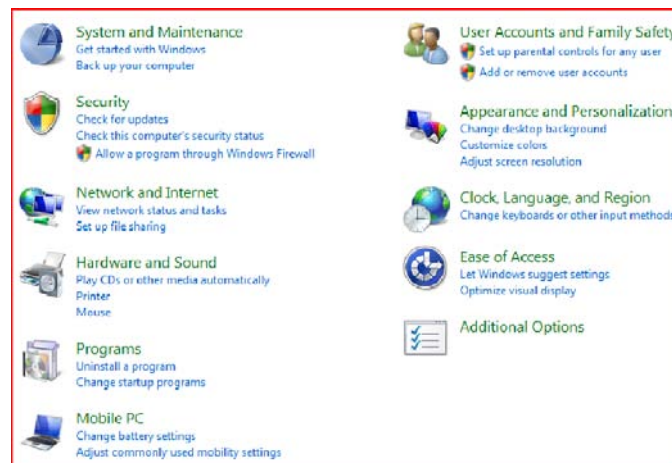 System and Maintenance
Get started with Windows
Back up your computer
Security
Check for updates
Check this computer's security status
Allow a program through Windows Firewall
Network and Internet
View network status and tasks
Set up file sharing
Hardware and Sound
Play CDs or other media automatically
Printer
Mouse
Programs
Uninstall a program
Change startup programs
Mobile PC
Change battery settings
Adjust commonly used mobility settings
User Accounts and Family Safety
Set up parental controls for any user
Add or remove user accounts
Appearance and Personalization
Change desktop background
Customize colors
Adjust screen resolution
Clock, Language, and Region
Change keyboards or other input methods
Ease of Access
Let Windows suggest settings
Optimize visual display
Additional Options